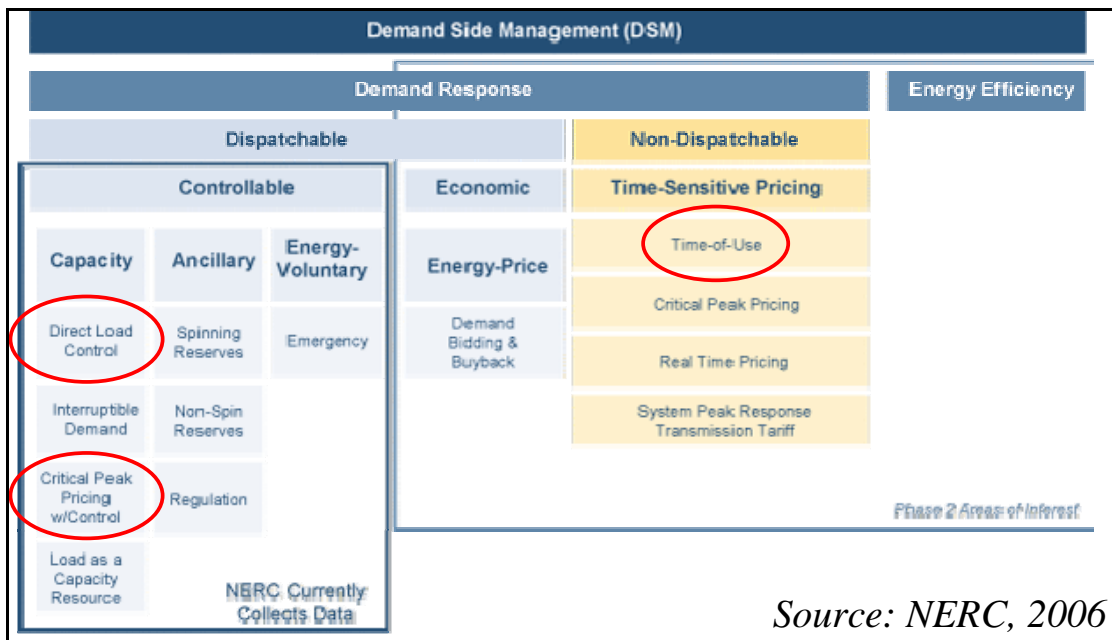 Demand Side Management (DSM)
Demand Response
Energy Efficiency
Dispatchable
Non-Dispatchable
Controllable
Economic
Time-Sensitive Pricing
Capacity
Ancillary
Energy-
Voluntary
Energy-Price
Time-of-Use
Critical Peak Pricing
Direct Load
Control
Spinning
Reserves
Emergency
Demand
Bidding &
Buyback
Real Time Pricing
Interruptible
Demand
Non-Spin
Reserves
System Peak Response
Transmission Tariff
Critical Peak
Pricing
w/Control
Regulation
Phase 2 Areas of Interest
Load as a
Capacity
Resource
NERC Currently
Collects Data
Source: NERC, 2006